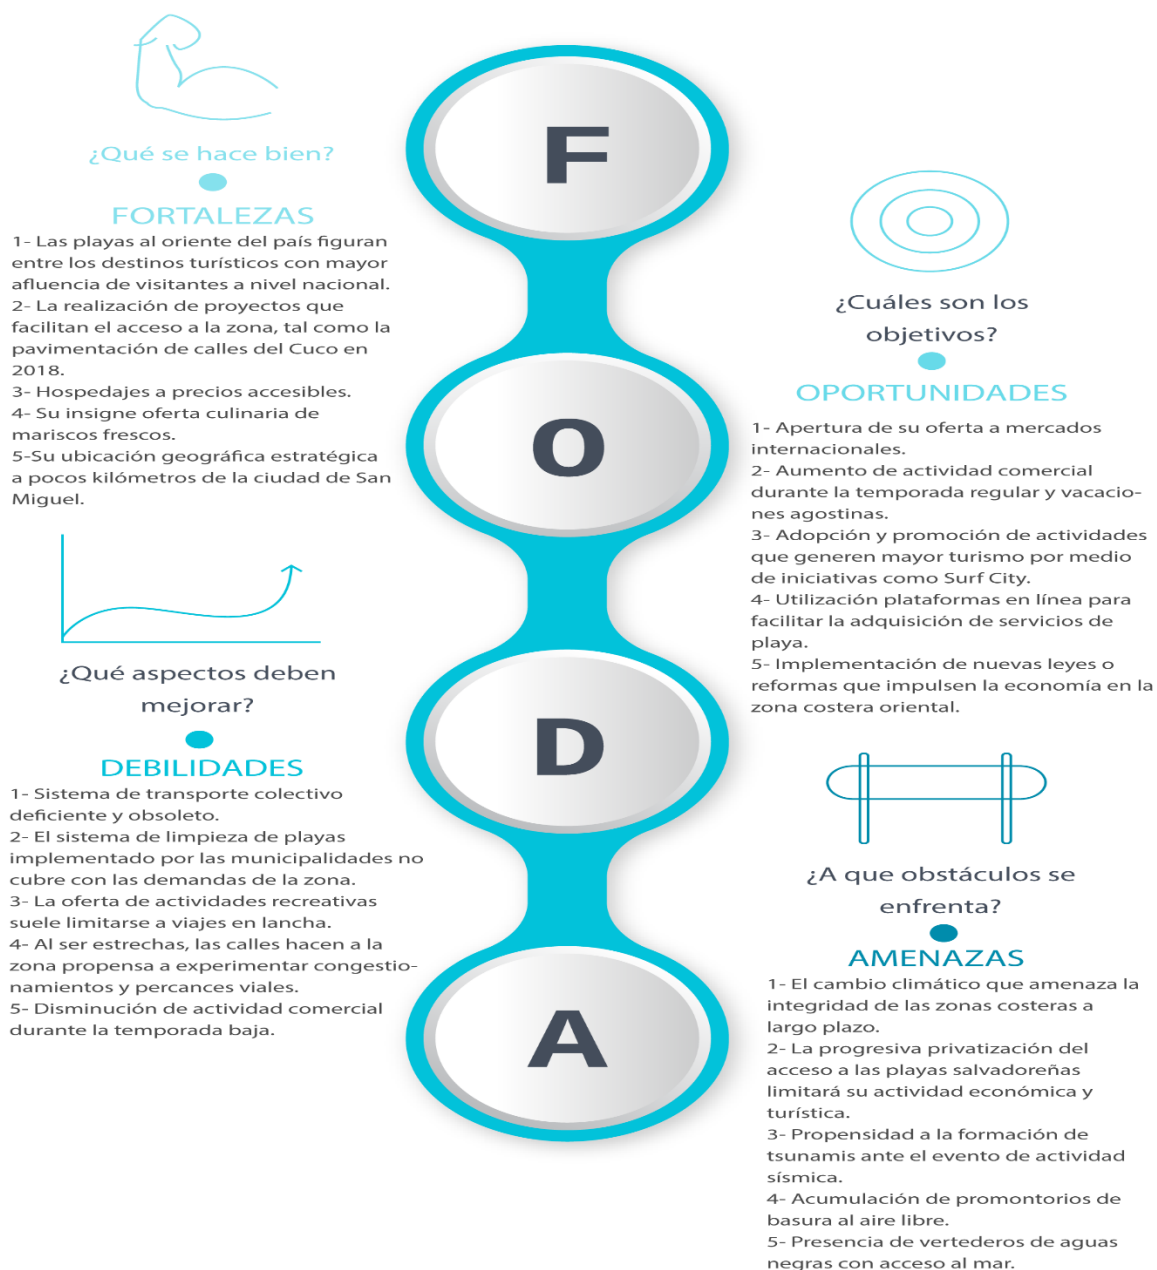 F
¿Qué se hace bien?
FORTALEZAS
1- Las playas al oriente del país figuran
entre los destinos turísticos con mayor
afluencia de visitantes a nivel nacional.
2- La realización de proyectos que
facilitan el acceso a la zona, tal como la
pavimentación de calles del Cuco en
2018.
3- Hospedajes a precios accesibles.
4- Su insigne oferta culinaria de
mariscos frescos.
5-Su ubicación geográfica estratégica
a pocos kilómetros de la ciudad de San
Miguel.
O
¿Cuáles son los
objetivos?
OPORTUNIDADES
1- Apertura de su oferta a mercados
internacionales.
2- Aumento de actividad comercial
durante la temporada regular y vacacio-
nes agostinas.
3- Adopción y promoción de actividades
que generen mayor turismo por medio
de iniciativas como Surf City.
4- Utilización plataformas en línea para
facilitar la adquisición de servicios de
playa.
5- Implementación de nuevas leyes o
reformas que impulsen la economía en la
zona costera oriental.
D
¿Qué aspectos deben
mejorar?
DEBILIDADES
1- Sistema de transporte colectivo
deficiente y obsoleto.
2- El sistema de limpieza de playas
implementado por las municipalidades no
cubre con las demandas de la zona.
3- La oferta de actividades recreativas
suele limitarse a viajes en lancha.
4- Al ser estrechas, las calles hacen a la
zona propensa a experimentar congestio-
namientos y percances viales.
5- Disminución de actividad comercial
durante la temporada baja.
A
¿A que obstáculos se
enfrenta?
AMENAZAS
1- El cambio climático que amenaza la
integridad de las zonas costeras a
largo plazo.
2- La progresiva privatización del
acceso a las playas salvadoreñas
limitará su actividad económica y
turística.
3- Propensidad a la formación de
tsunamis ante el evento de actividad
sísmica.
4- Acumulación de promontorios de
basura al aire libre.
5- Presencia de vertederos de aguas
negras con acceso al mar.